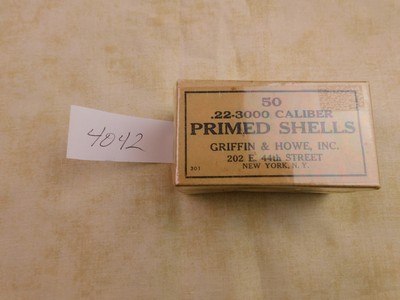 4042
50
.22-3000 CALIBER
PRIMED SHELLS
GRIFFIN & HOWE, INC.
202 E. 44th STREET
NEW YORK, N.Y.